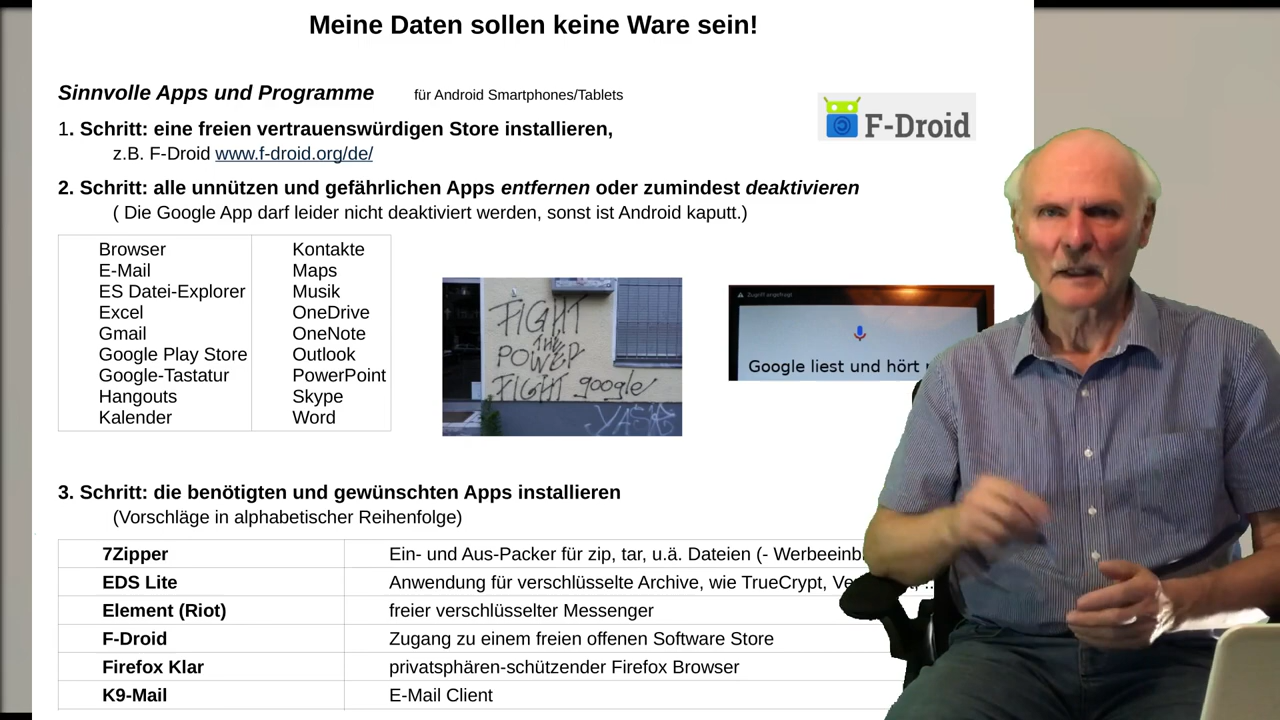 Meine Daten sollen keine Ware sein!
Sinnvolle Apps und Programme für Android Smartphones/Tablets
F-Droid
1. Schritt: eine freien vertrauenswürdigen Store installieren,
z.B. F-Droid www.f-droid.org/de/
2. Schritt: alle unnützen und gefährlichen Apps entfernen oder zumindest deaktivieren
( Die Google App darf leider nicht deaktiviert werden, sonst ist Android kaputt.)
Browser Kontakte
E-Mail Maps
ES Datei-Explorer Musik
Excel OneDrive
Gmail OneNote
Google Play Store Outlook
Google-Tastatur PowerPoint
Hangouts Skype
Kalender Word
FIGHT
THE
POWER
FIGHT google
Zugriff angefragt
Google liest und hört
3. Schritt: die benötigten und gewünschten Apps installieren
(Vorschläge in alphabetischer Reihenfolge)
7Zipper Ein- und Aus-Packer für zip, tar, u.ä. Dateien (-
EDS Lite Anwendung für verschlüsselte Archive, wie TrueCrypt,
Element (Riot) freier verschlüsselter Messenger
F-Droid Zugang zu einem freien offenen Software Store
Firefox Klar privatsphären-schützender Firefox Browser
K9-Mail E-Mail Client